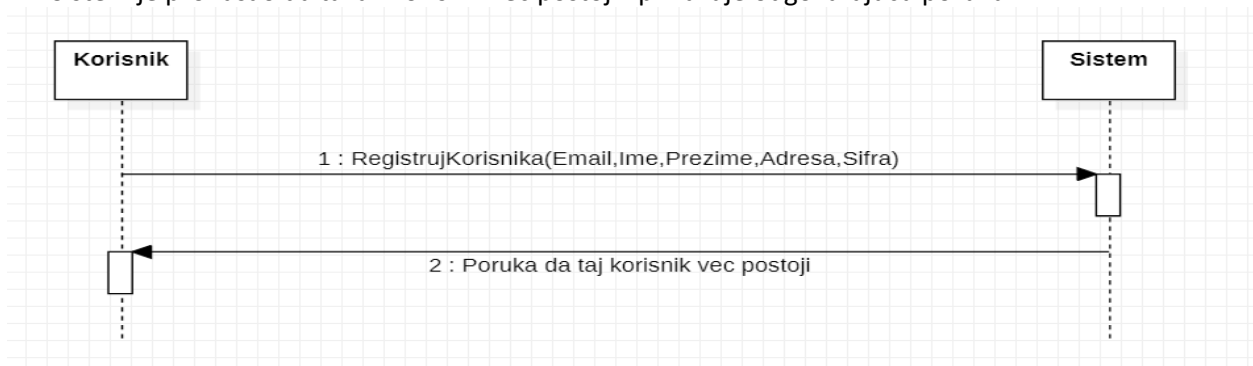 Korisnik
Sistem
1 : RegistrujKorisnika(Email,Ime,Prezime,Adresa,Sifra)
2 : Poruka da taj korisnik vec postoji